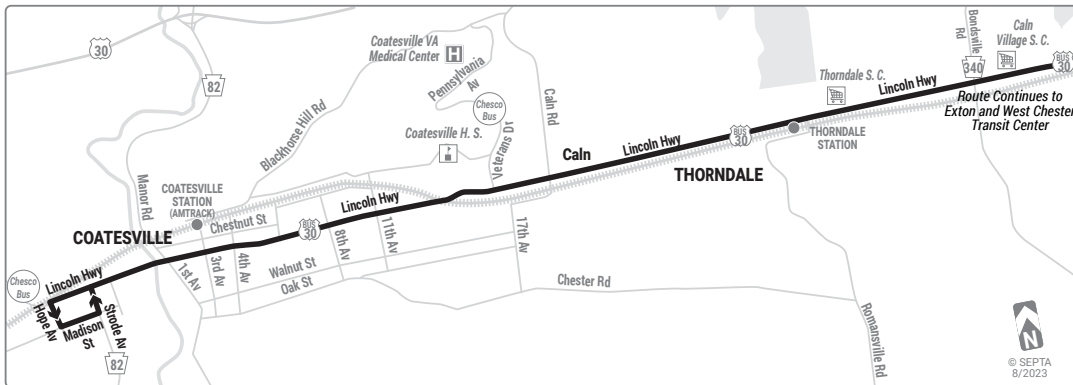 30
82
Coatesville VA
Medical Center
H
Pennsylvania
Av
Chesco
Bus
Blackhorse Hill Rd
Coatesville H. S.
Veterans Dr
Caln Rd
Bondsville
Rd
340
Caln
Village S. C.
BUS
30
Thorndale S. C.
Lincoln Hwy
Route Continues to
Exton and West Chester
Transit Center
BUS
30
THORNDALE
STATION
Lincoln Hwy
Caln
THORNDALE
Manor Rd
COATESVILLE
STATION
(AMTRACK)
Chestnut St
COATESVILLE
Lincoln Hwy
BUS
30
1st Av
3rd Av
4th Av
8th Av
11th Av
17th Av
Walnut St
Oak St
Chester Rd
Romansville Rd
Chesco
Bus
Lincoln Hwy
Hope Av
Madison
St
Strode Av
82
N
© SEPTA
8/2023